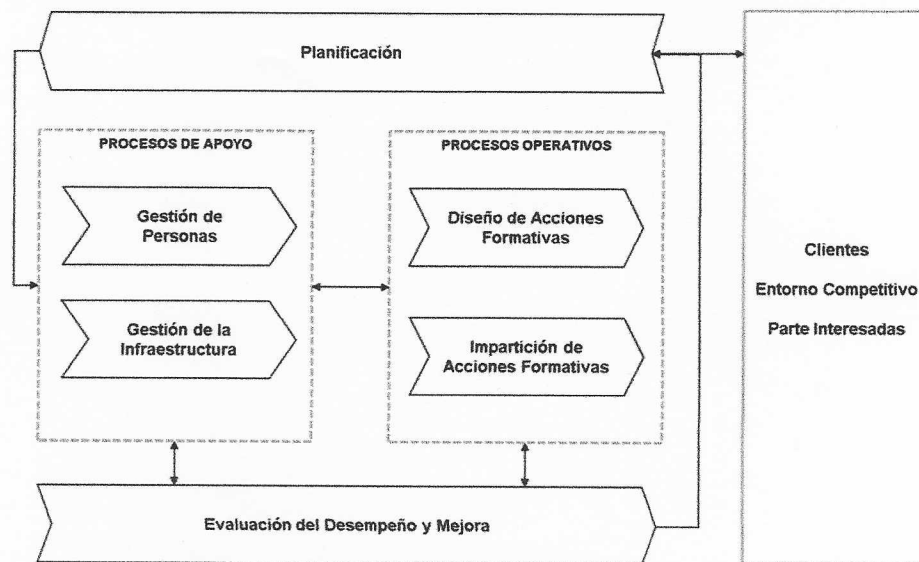 Planificación
PROCESOS DE APOYO
Gestión de
Personas
Gestión de la
Infraestructura
PROCESOS OPERATIVOS
Diseño de Acciones
Formativas
Impartición de
Acciones Formativas
Clientes
Entorno Competitivo
Parte Interesadas
Evaluación del Desempeño y Mejora